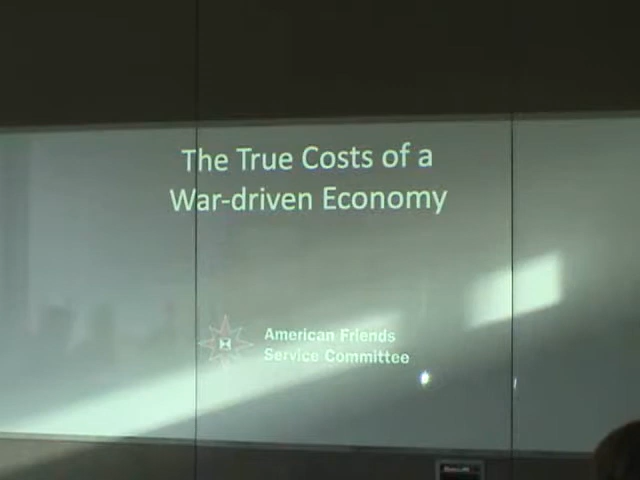 The True Costs of a
War-driven Economy
American Friends
Service Committee